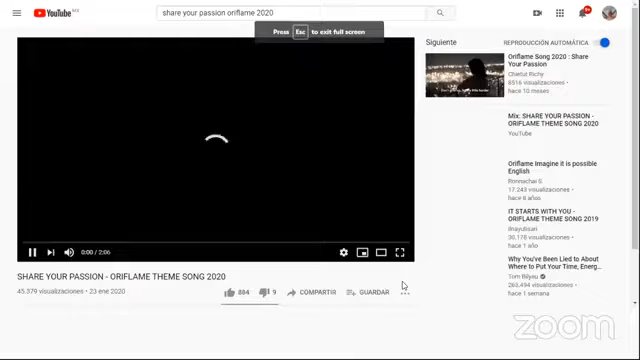 YouTube
share your passion oriflame 2020
9+
Press Esc to exit full screen
Siguiente
REPRODUCCIÓN AUTOMÁTICA
Oriflame Song 2020 : Share
Your Passion
8516 visualizaciones
hace 10 meses
Mix: SHARE YOUR PASSION -
ORIFLAME THEME SONG 2020
YouTube
Oriflame Imagine it is possible
English
Ronnachai S.
17.243 visualizaciones
hace 6 años
IT STARTS WITH YOU -
ORIFLAME THEME SONG 2019
30.178 visualizaciones
hace 1 año
Why You've Been Lied to About
Where to Put Your Time, Energ...
Tom Bilyeu
263.494 visualizaciones
hace 1 semana
0:00 / 2:06
SHARE YOUR PASSION - ORIFLAME THEME SONG 2020
45.379 visualizaciones • 23 ene 2020
884
9
COMPARTIR
GUARDAR
zoom